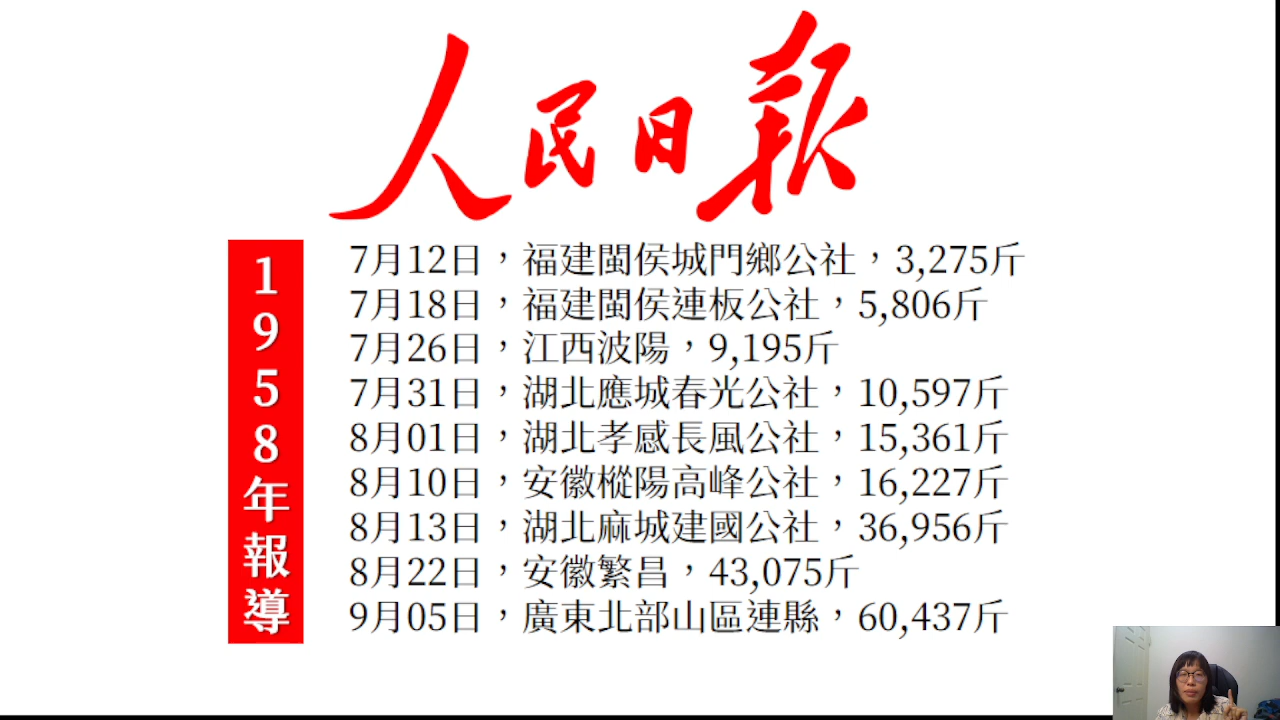 人民日報
1958年報導
7月12日，福建閩侯城門鄉公社，3,275斤
7月18日，福建閩侯連板公社，5,806斤
7月26日，江西波陽，9,195斤
7月31日，湖北應城春光公社，10,597斤
8月01日，湖北孝感長風公社，15,361斤
8月10日，安徽樅陽高峰公社，16,227斤
8月13日，湖北麻城建國公社，36,956斤
8月22日，安徽繁昌，43,075斤
9月05日，廣東北部山區連縣，60,437斤